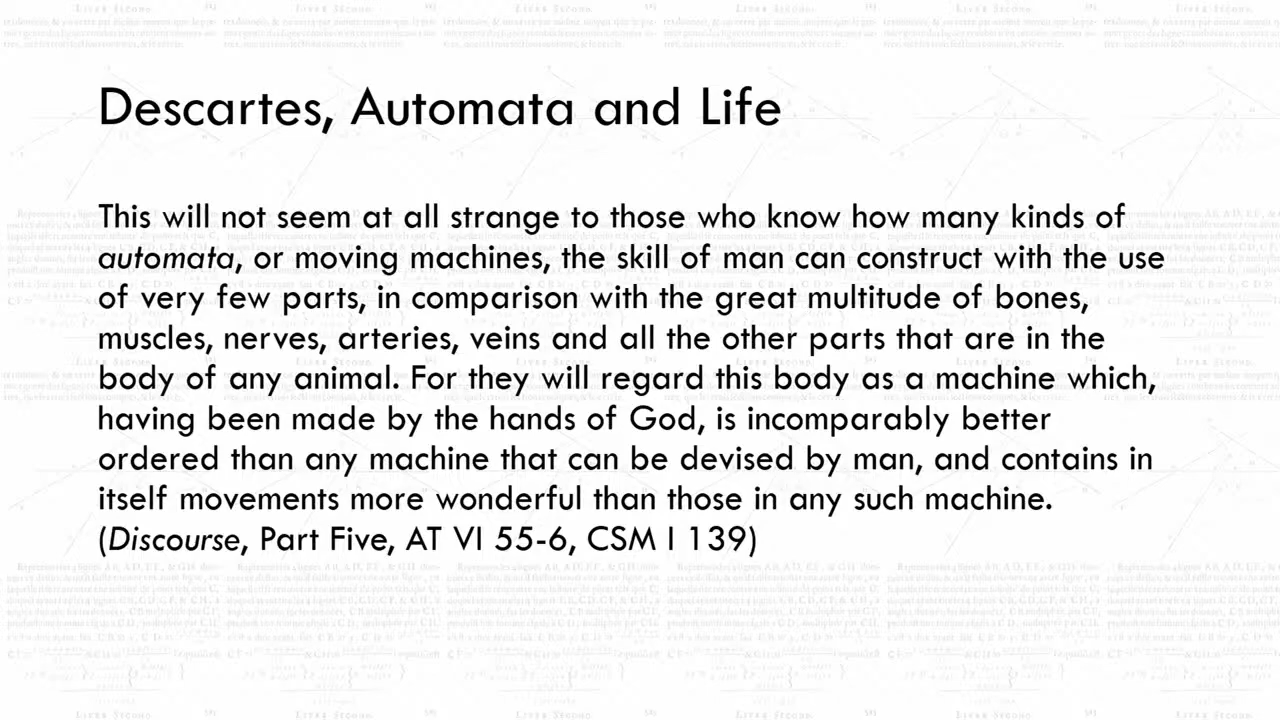 Descartes, Automata and Life
This will not seem at all strange to those who know how many kinds of
automata, or moving machines, the skill of man can construct with the use
of very few parts, in comparison with the great multitude of bones,
muscles, nerves, arteries, veins and all the other parts that are in the
body of any animal. For they will regard this body as a machine which,
having been made by the hands of God, is incomparably better
ordered than any machine that can be devised by man, and contains in
itself movements more wonderful than those in any such machine.
(Discourse, Part Five, AT VI 55-6, CSM I 139)